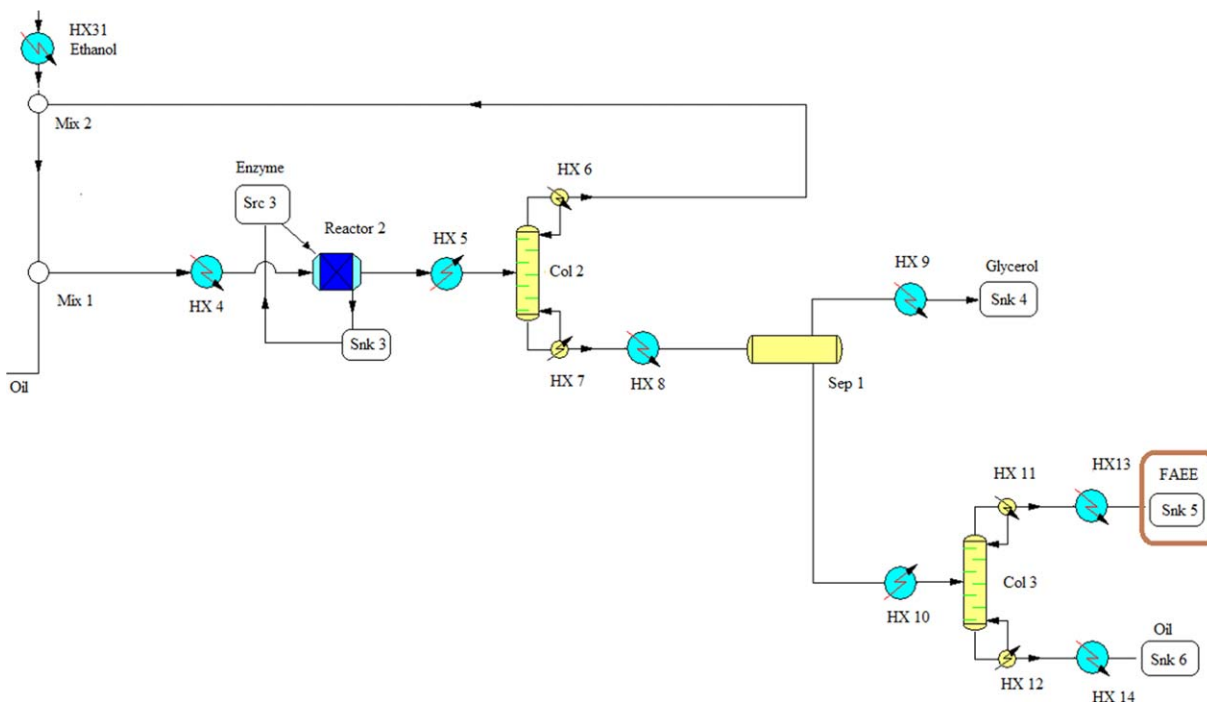 HX31
Ethanol
Mix 2
HX 6
Enzyme
Src 3
Reactor 2
HX 5
Col 2
HX 9
Glycerol
Snk 4
Mix 1
HX 4
Snk 3
HX 7
HX 8
Sep 1
Oil
HX 11
HX13
FAEE
Snk 5
Col 3
HX 10
Oil
Snk 6
HX 12
HX 14